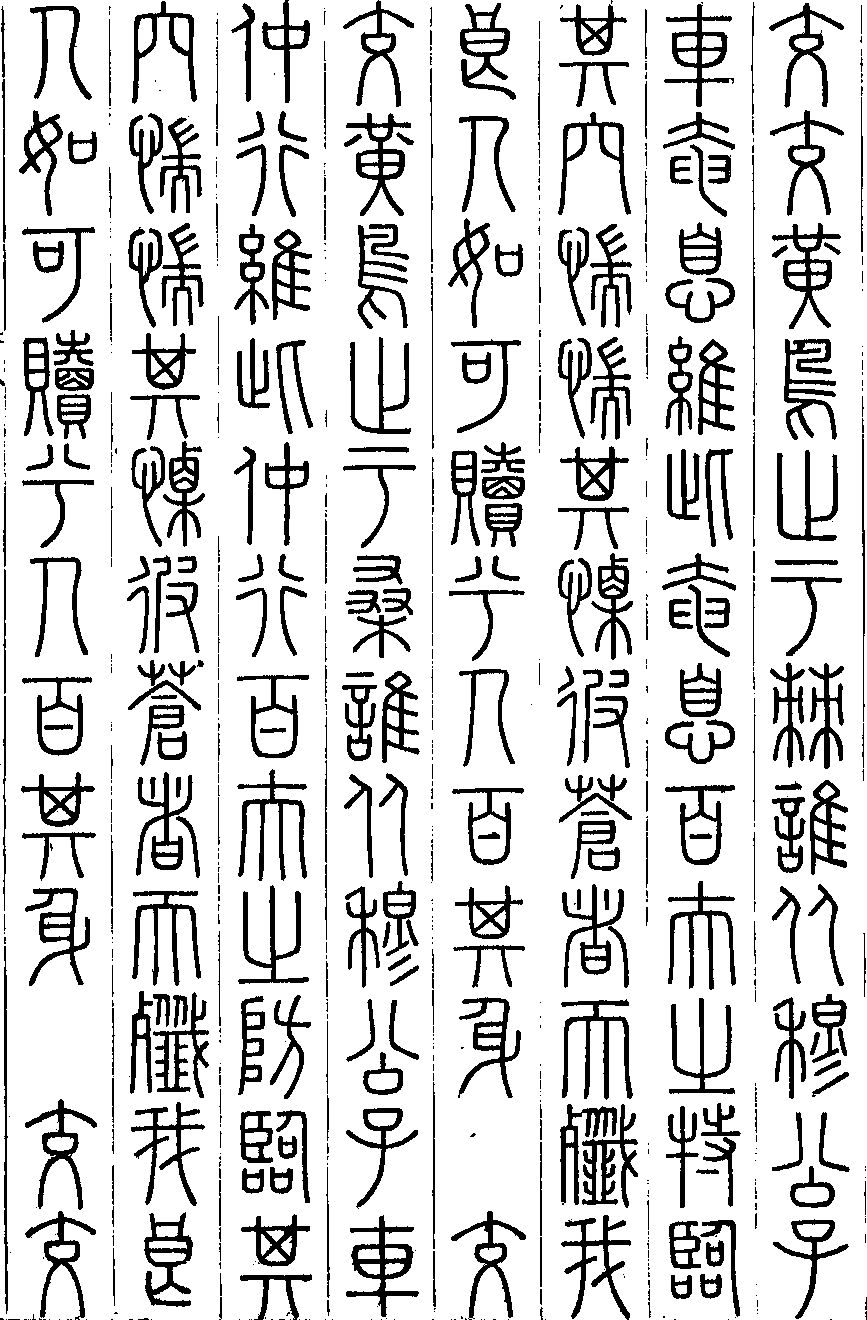 交交黃鳥止于棘誰从穆公子
車奄息維此奄息百夫之特臨
其穴惴惴其慄彼蒼者天殲我
良人如可贖兮人百其身　交
交黃鳥止于桑誰从穆公子車
仲行維此仲行百夫之防臨其
穴惴惴其慄彼蒼者天殲我良
人如可贖兮人百其身　交交